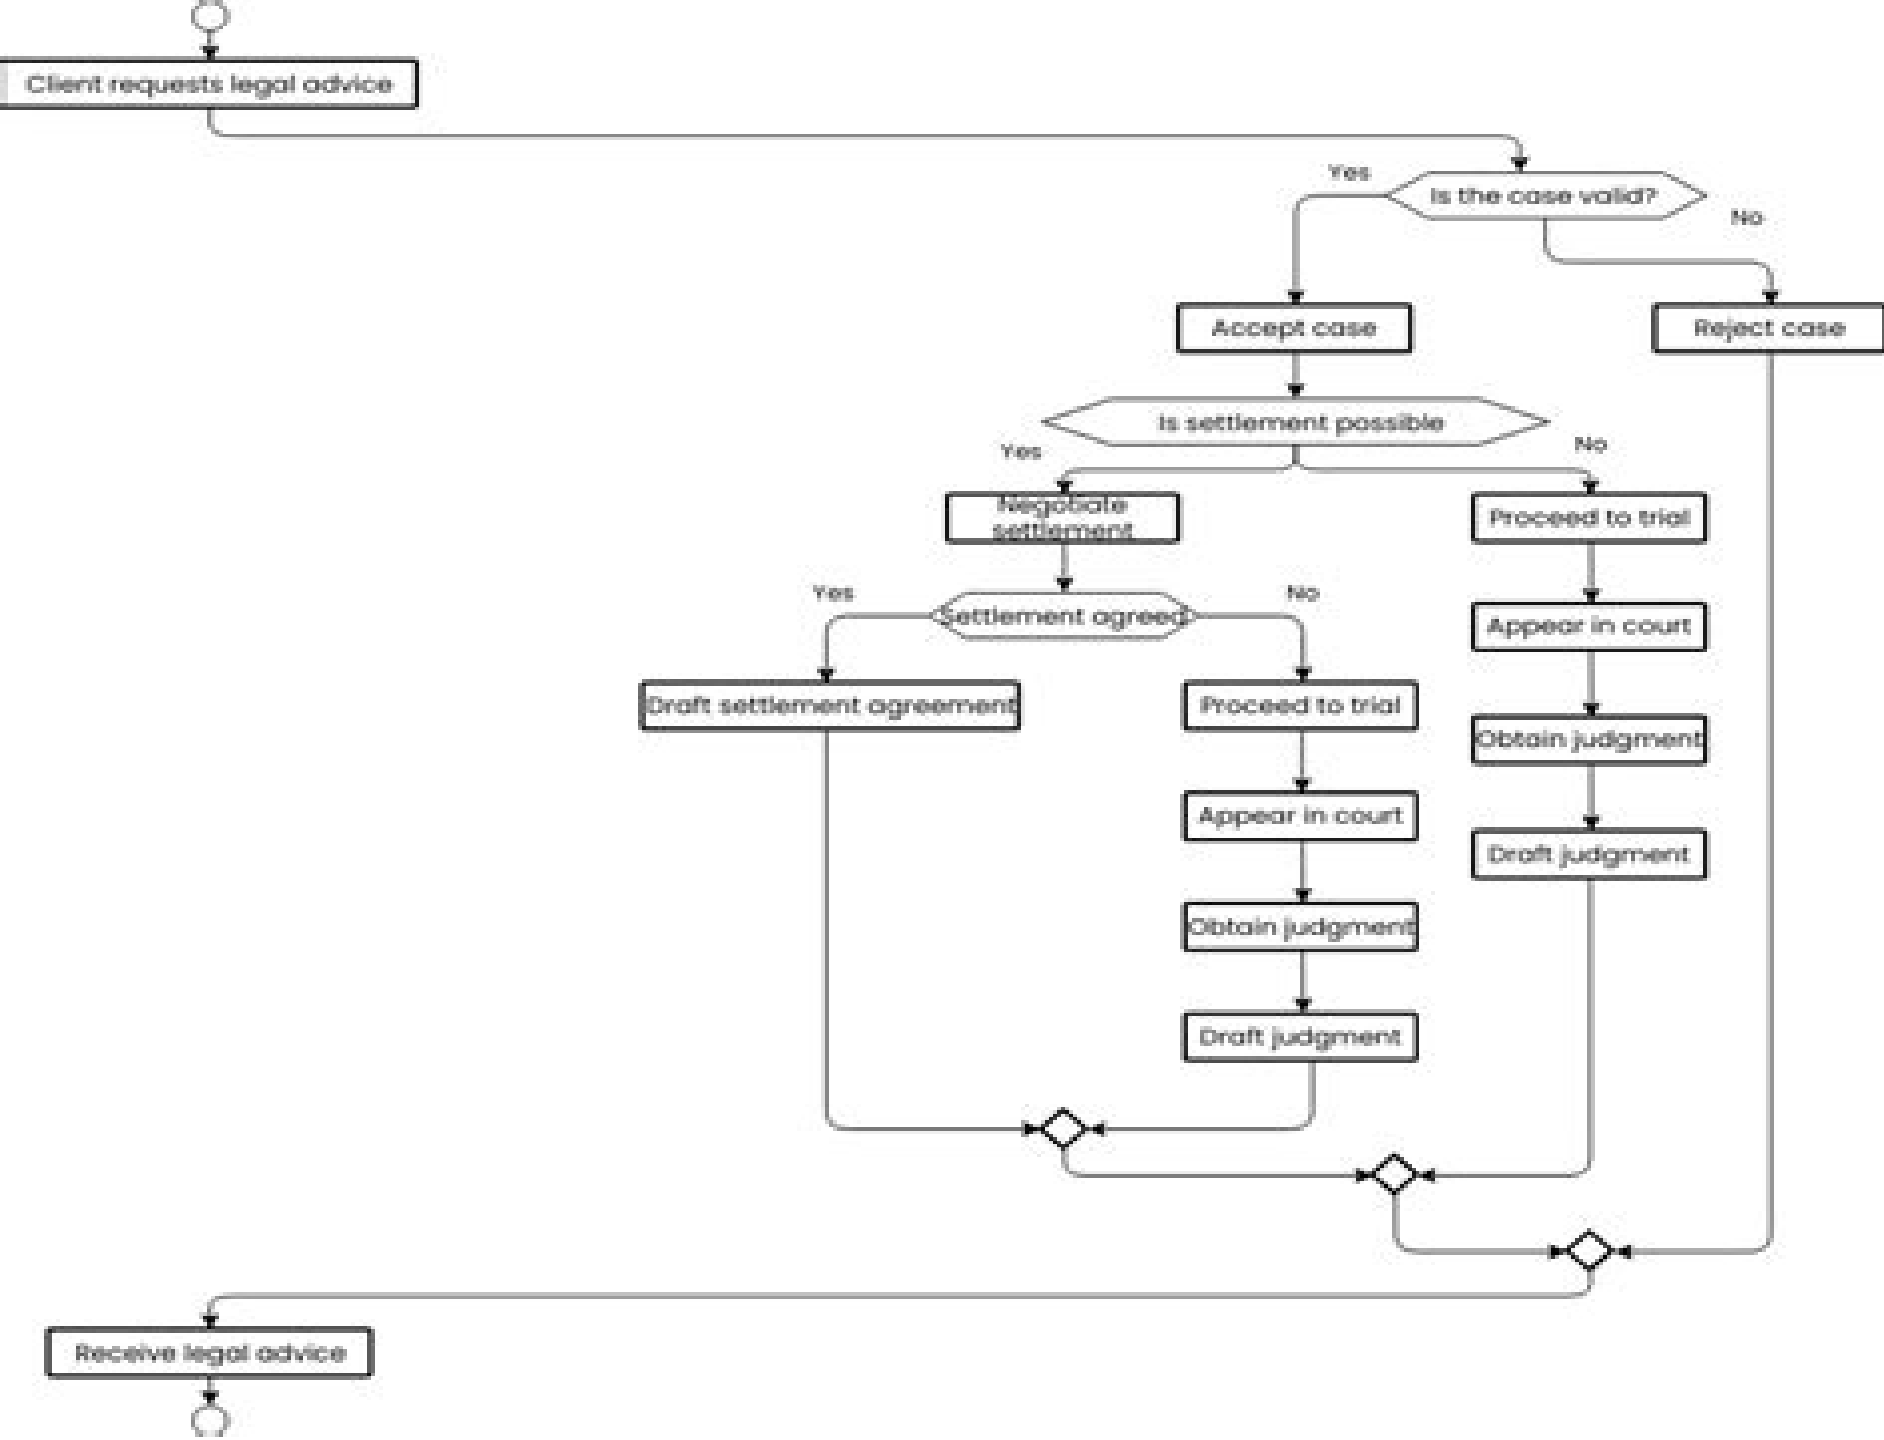 Client requests legal advice
Yes
Is the case valid?
No
Accept case
Reject case
Is settlement possible
Yes
No
Negotiate
settlement
Proceed to trial
Yes
Settlement agreed
No
Appear in court
Draft settlement agreement
Proceed to trial
Obtain judgment
Appear in court
Draft judgment
Obtain judgment
Draft judgment
Receive legal advice